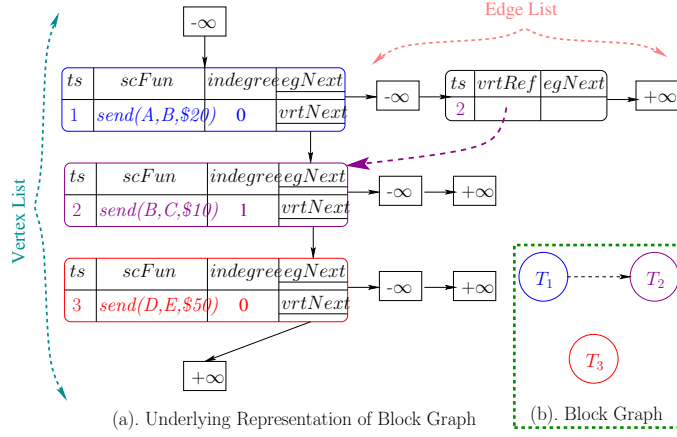 Edge List
-∞
ts scFun indegree egNext
1 send(A,B,$20) 0 vrtNext
-∞
ts vrtRef egNext
2
+∞
Vertex List
ts scFun indegree egNext
2 send(B,C,$10) 1 vrtNext
-∞ +∞
ts scFun indegree egNext
3 send(D,E,$50) 0 vrtNext
-∞ +∞
+∞
T1 T2
T3
(a). Underlying Representation of Block Graph
(b). Block Graph